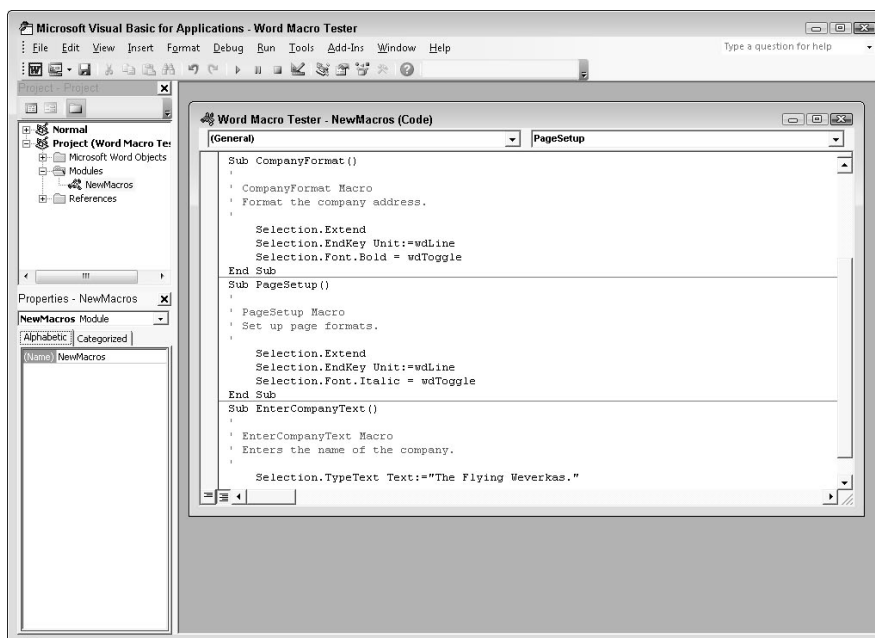 Microsoft Visual Basic for Applications - Word Macro Tester
File Edit View Insert Format Debug Run Tools Add-Ins Window Help
Type a question for help
Project - Project
Normal
Project (Word Macro Te
Microsoft Word Objects
Modules
NewMacros
References
Properties - NewMacros
NewMacros Module
Alphabetic Categorized
(Name) NewMacros
Word Macro Tester - NewMacros (Code)
(General) PageSetup
Sub CompanyFormat()
'
' CompanyFormat Macro
' Format the company address.
'
Selection.Extend
Selection.EndKey Unit:=wdLine
Selection.Font.Bold = wdToggle
End Sub
Sub PageSetup()
'
' PageSetup Macro
' Set up page formats.
'
Selection.Extend
Selection.EndKey Unit:=wdLine
Selection.Font.Italic = wdToggle
End Sub
Sub EnterCompanyText()
'
' EnterCompanyText Macro
' Enters the name of the company.
'
Selection.TypeText Text:="The Flying Weverkas."